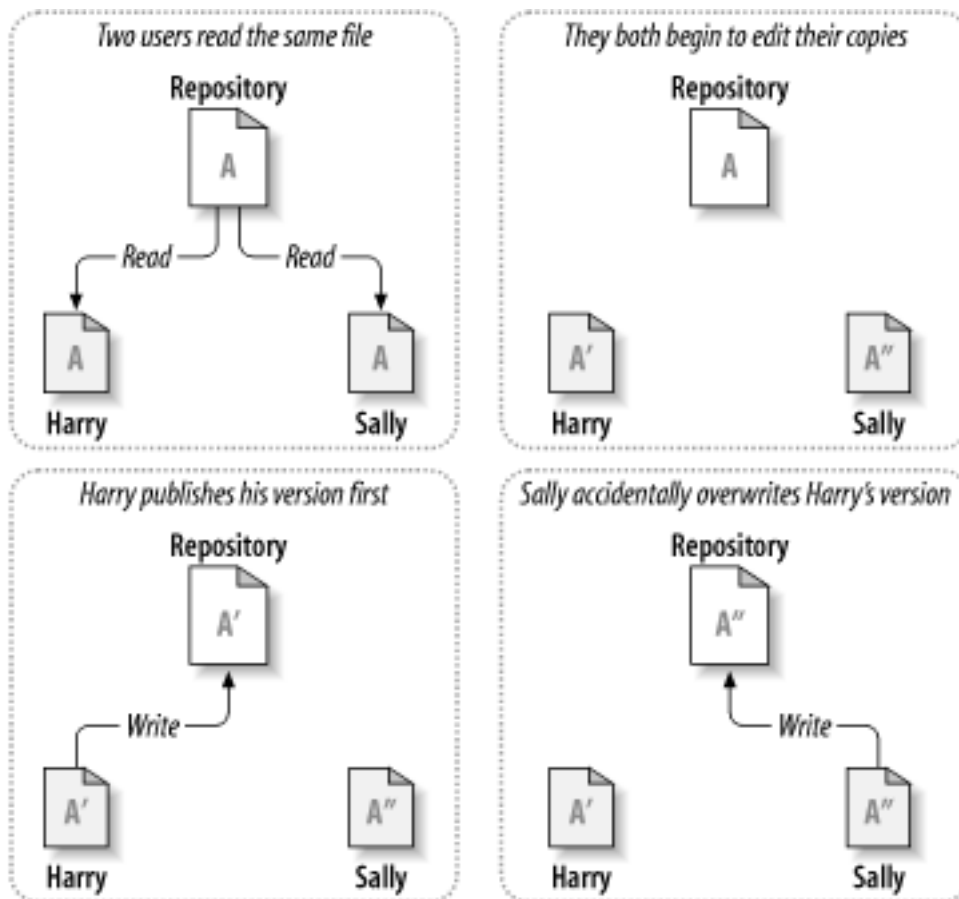 Two users read the same file
Repository
A
Read
Read
A
A
Harry
Sally
They both begin to edit their copies
Repository
A
A'
A"
Harry
Sally
Harry publishes his version first
Repository
A'
Write
A'
A"
Harry
Sally
Sally accidentally overwrites Harry's version
Repository
A"
Write
A'
A"
Harry
Sally